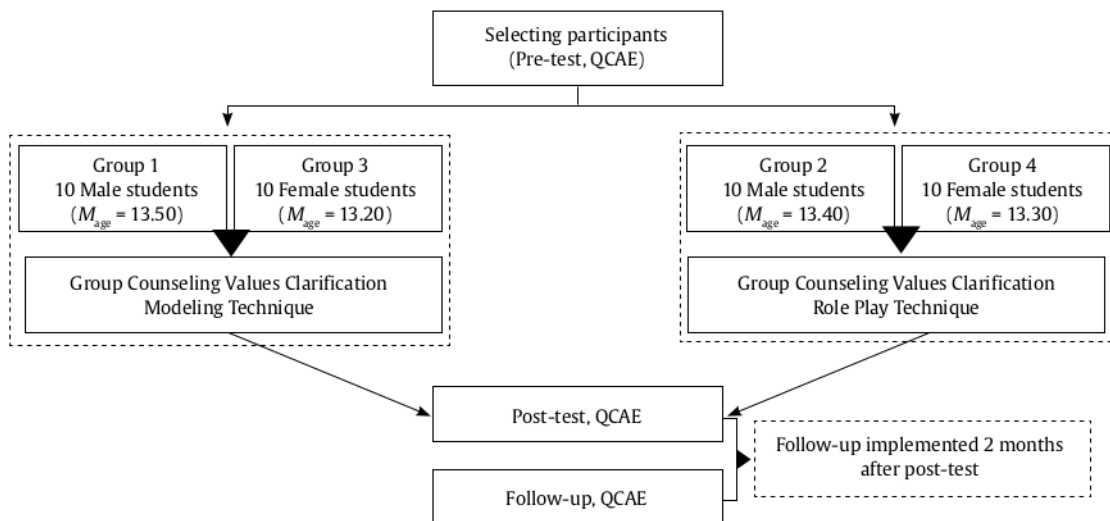 Selecting participants
(Pre-test, QCAE)
Group 1
10 Male students
(Mage = 13.50)
Group 3
10 Female students
(Mage = 13.20)
Group 2
10 Male students
(Mage = 13.40)
Group 4
10 Female students
(Mage = 13.30)
Group Counseling Values Clarification
Modeling Technique
Group Counseling Values Clarification
Role Play Technique
Post-test, QCAE
Follow-up implemented 2 months
after post-test
Follow-up, QCAE